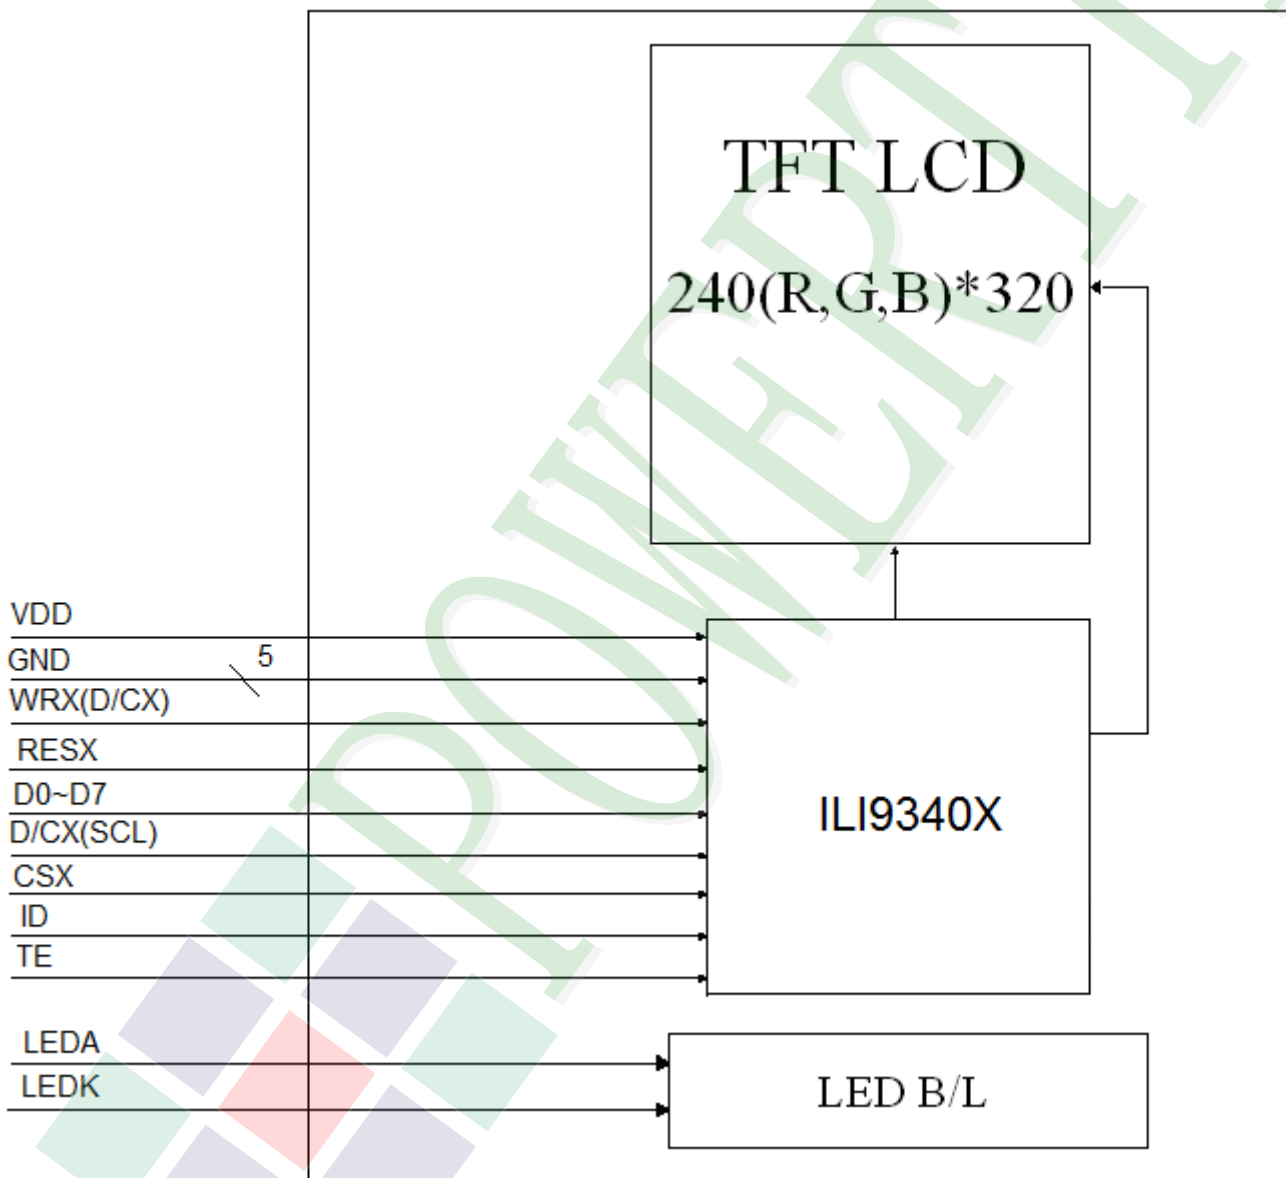 TFT LCD
240(R,G,B)*320
VDD
GND
5
WRX(D/CX)
RESX
D0~D7
D/CX(SCL)
CSX
ID
TE
ILI9340X
LEDA
LEDK
LED B/L
POWERT